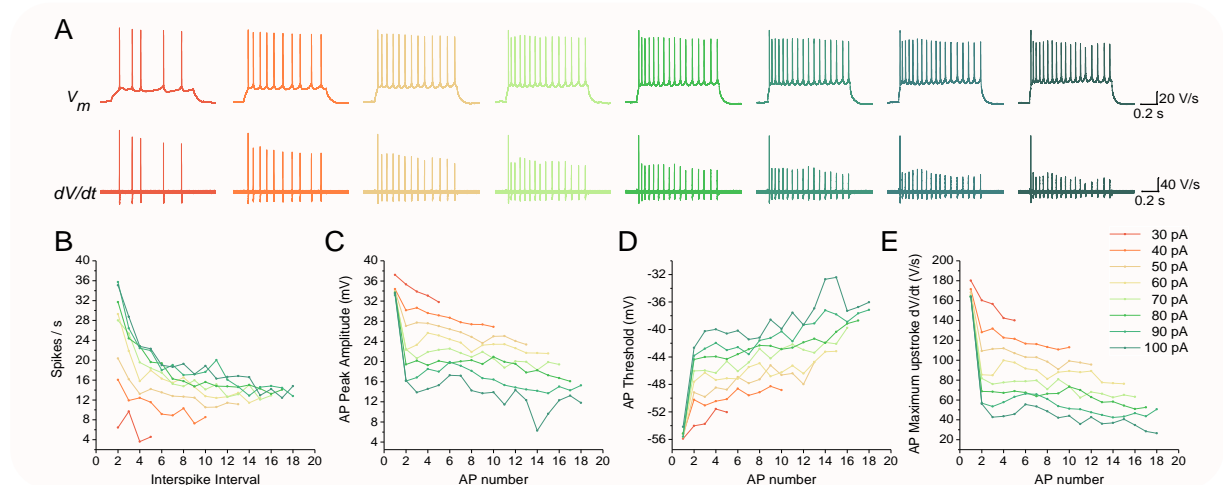 A
Vm
20 V/s
0.2 s
dV/dt
40 V/s
0.2 s
B
C
D
E
30 pA
40 pA
50 pA
60 pA
70 pA
80 pA
90 pA
100 pA
Spikes / s
40
36
32
28
24
20
16
12
8
4
0 2 4 6 8 10 12 14 16 18 20
Interspike Interval
AP Peak Amplitude (mV)
40
36
32
28
24
20
16
12
8
4
0 2 4 6 8 10 12 14 16 18 20
AP number
AP Threshold (mV)
-32
-36
-40
-44
-48
-52
-56
0 2 4 6 8 10 12 14 16 18 20
AP number
AP Maximum upstroke dV/dt (V/s)
200
180
160
140
120
100
80
60
40
20
0
0 2 4 6 8 10 12 14 16 18 20
AP number